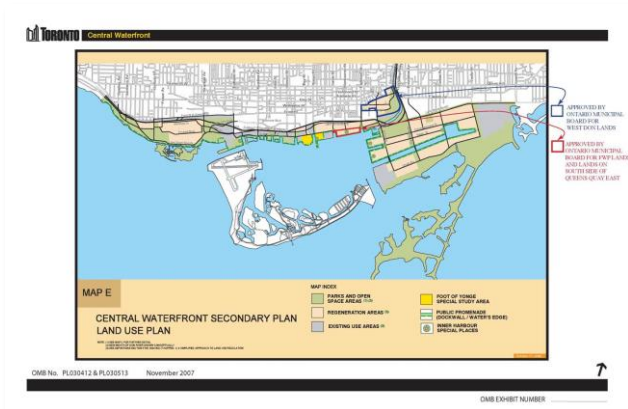 TORONTO Central Waterfront
APPROVED BY
ONTARIO MUNICIPAL
BOARD FOR
WEST DON LANDS
APPROVED BY
ONTARIO MUNICIPAL
BOARD FOR FWP LANDS
AND LANDS ON
SOUTH SIDE OF
QUEENS QUAY EAST
MAP E
CENTRAL WATERFRONT SECONDARY PLAN
LAND USE PLAN
MAP INDEX
PARKS AND OPEN
SPACE AREAS
REGENERATION AREAS
EXISTING USE AREAS
FOOT OF YONGE
SPECIAL STUDY AREA
PUBLIC PROMENADE
(DOCKWALL / WATER'S EDGE)
INNER HARBOUR
SPECIAL PLACES
OMB No. PL030412 & PL030513 November 2007
OMB EXHIBIT NUMBER